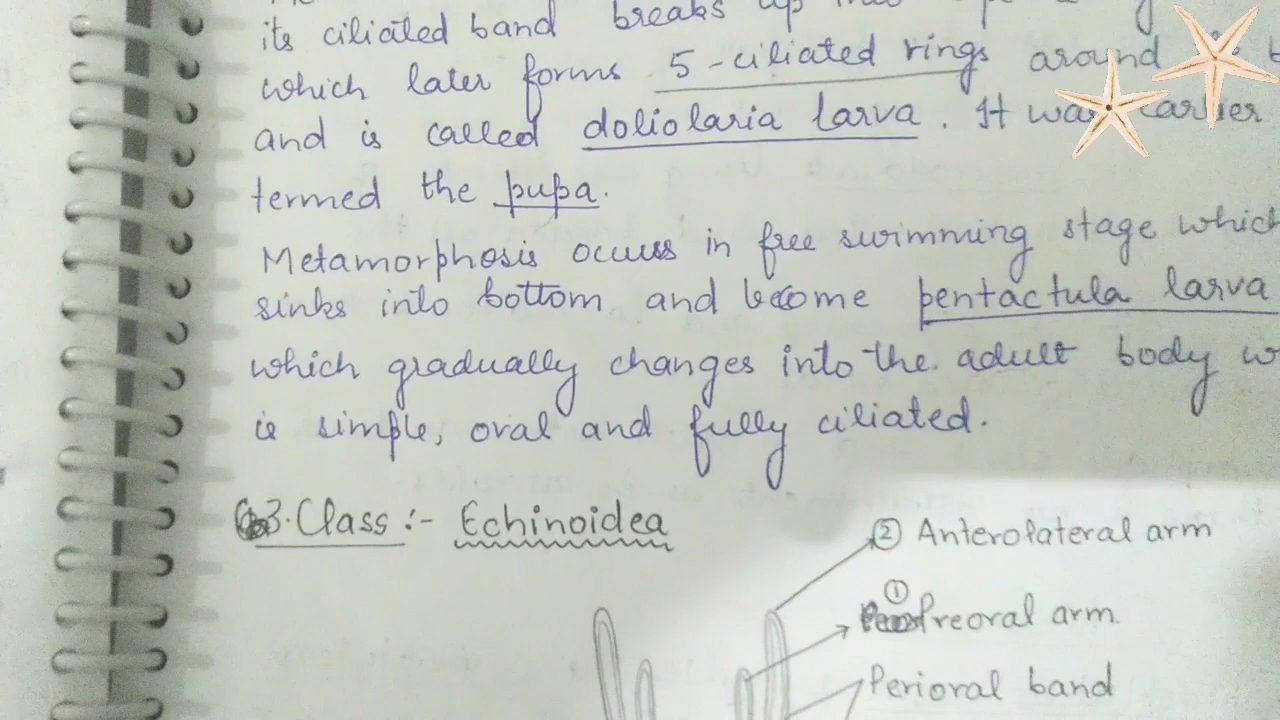 its ciliated band breaks up into
which later forms 5-ciliated rings around
and is called doliolaria larva. It was earlier
termed the pupa.
Metamorphosis occurs in free swimming stage which
sinks into bottom and become pentactula larva
which gradually changes into the adult body
is simple, oval and fully ciliated.
3. Class :- Echinoidea
② Anterolateral arm
①
Preoral arm.
Perioral band